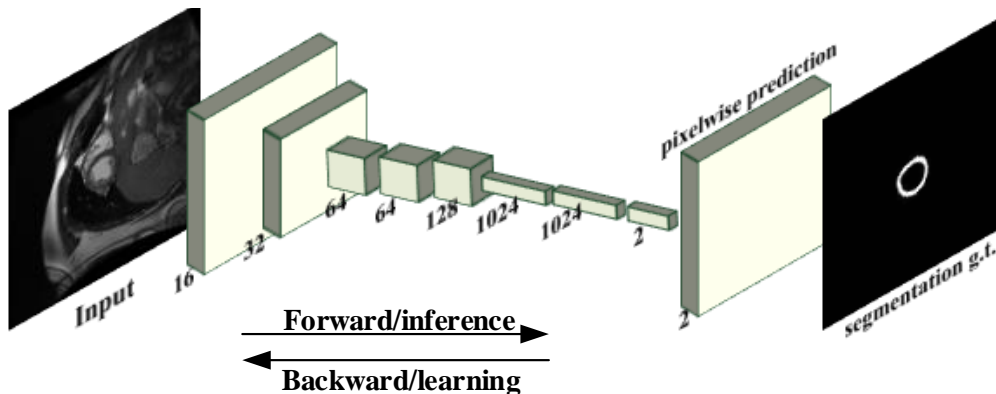 Input
16
32
64
64
128
1024
1024
2
pixelwise prediction
2
segmentation g.t.
Forward/inference
Backward/learning